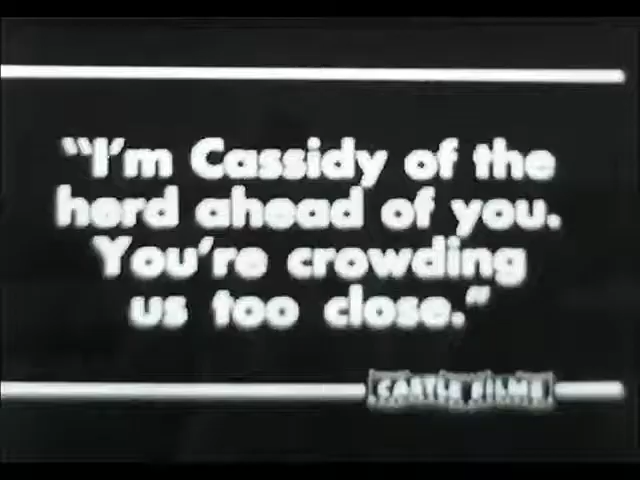 "I'm Cassidy of the
herd ahead of you.
You're crowding
us too close."
CASTLE FILMS